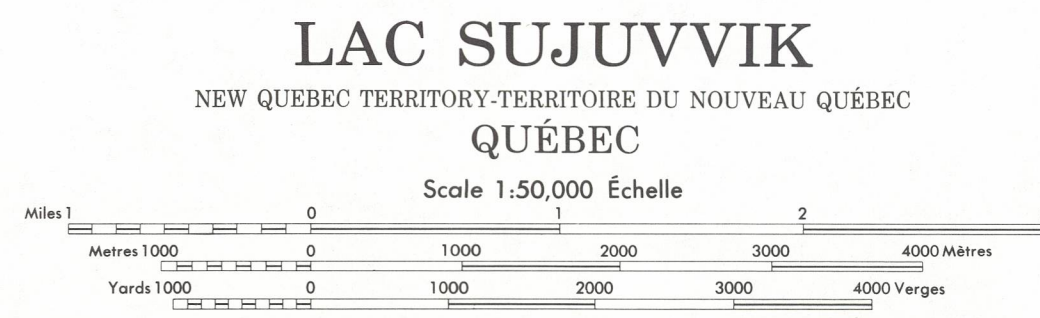 LAC SUJUVVIK
NEW QUEBEC TERRITORY-TERRITOIRE DU NOUVEAU QUÉBEC
QUÉBEC
Scale 1:50,000 Échelle
Miles 1 0 1 2
Metres 1000 0 1000 2000 3000 4000 Mètres
Yards 1000 0 1000 2000 3000 4000 Verges